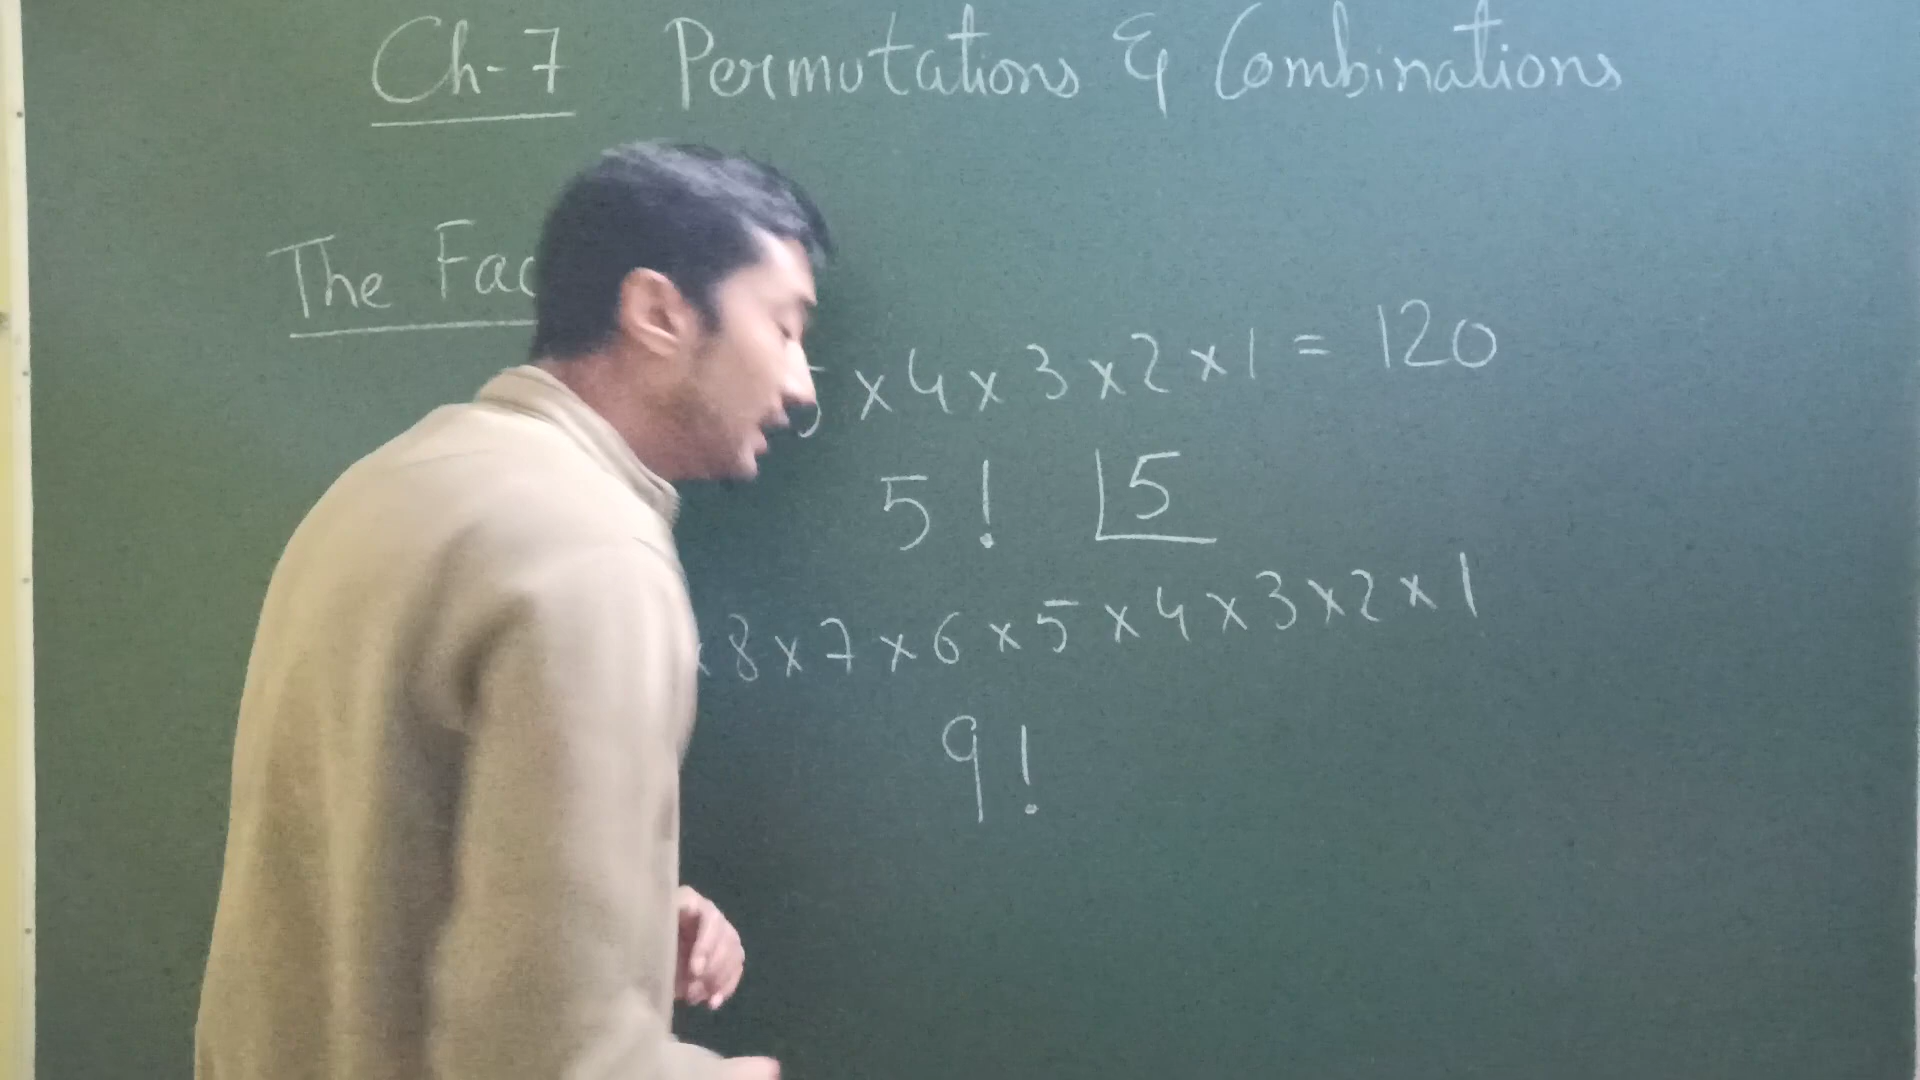 Ch-7 Permutations & Combinations
The Fac
5 × 4 × 3 × 2 × 1 = 120
5! |5
× 8 × 7 × 6 × 5 × 4 × 3 × 2 × 1
9!